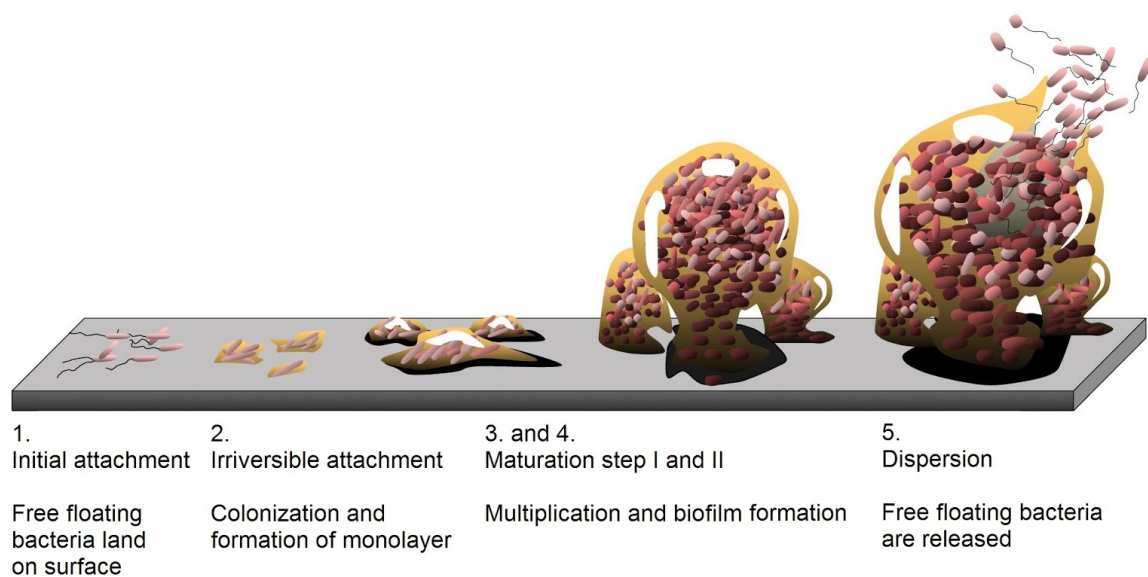 1.
Initial attachment
Free floating
bacteria land
on surface
2.
Irriversible attachment
Colonization and
formation of monolayer
3. and 4.
Maturation step I and II
Multiplication and biofilm formation
5.
Dispersion
Free floating bacteria
are released